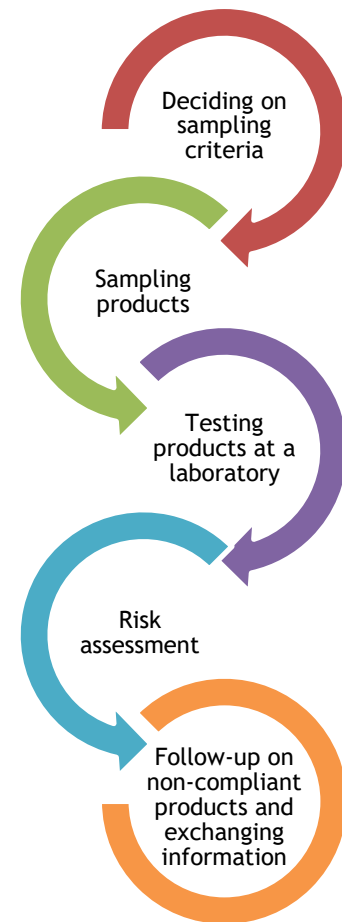 Deciding on
sampling
criteria
Sampling
products
Testing
products at a
laboratory
Risk
assessment
Follow-up on
non-compliant
products and
exchanging
information